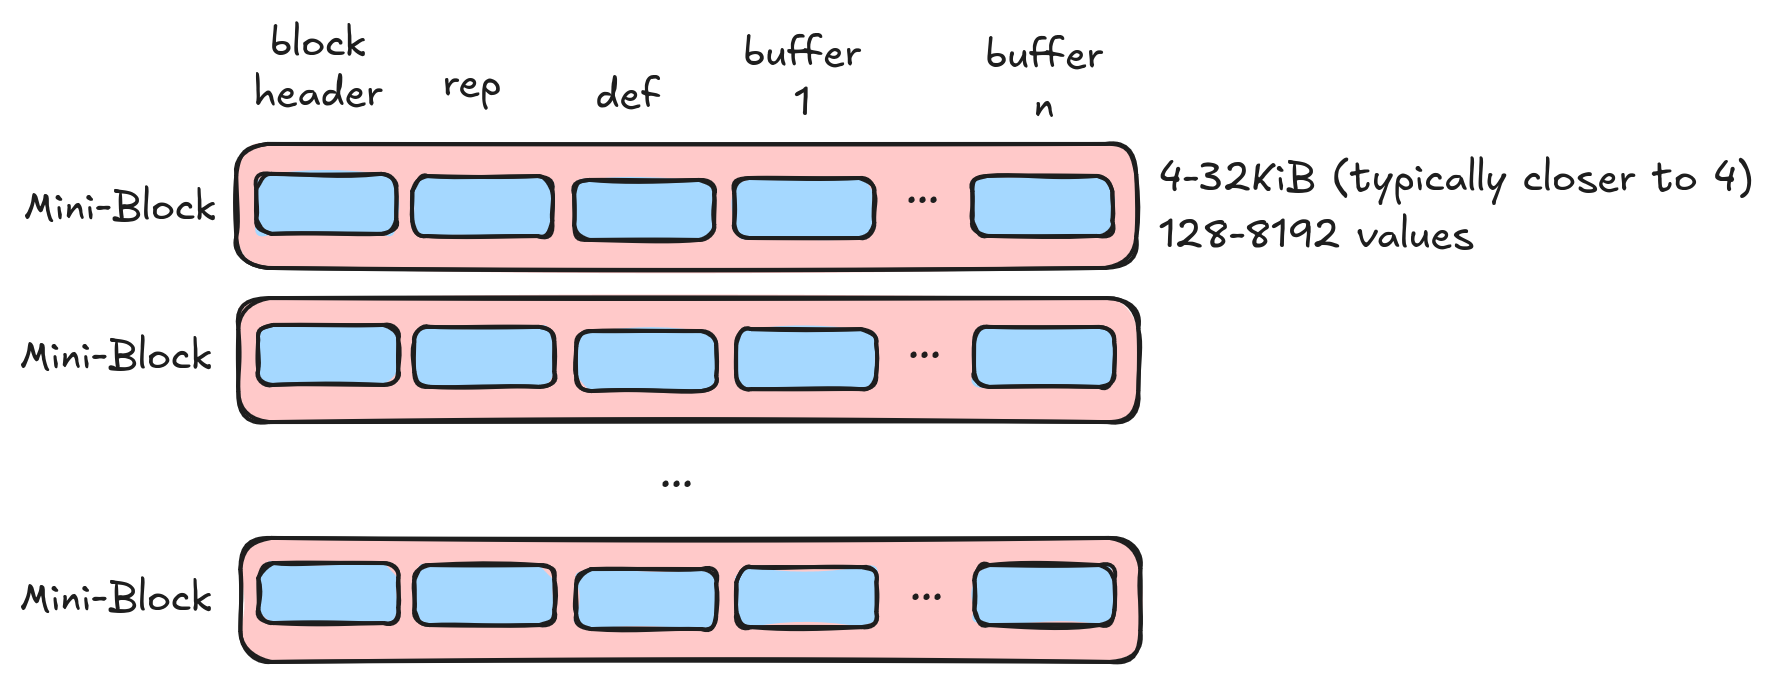 block
header
rep
def
buffer
1
buffer
n
Mini-Block
...
4-32KiB (typically closer to 4)
128-8192 values
Mini-Block
...
...
Mini-Block
...